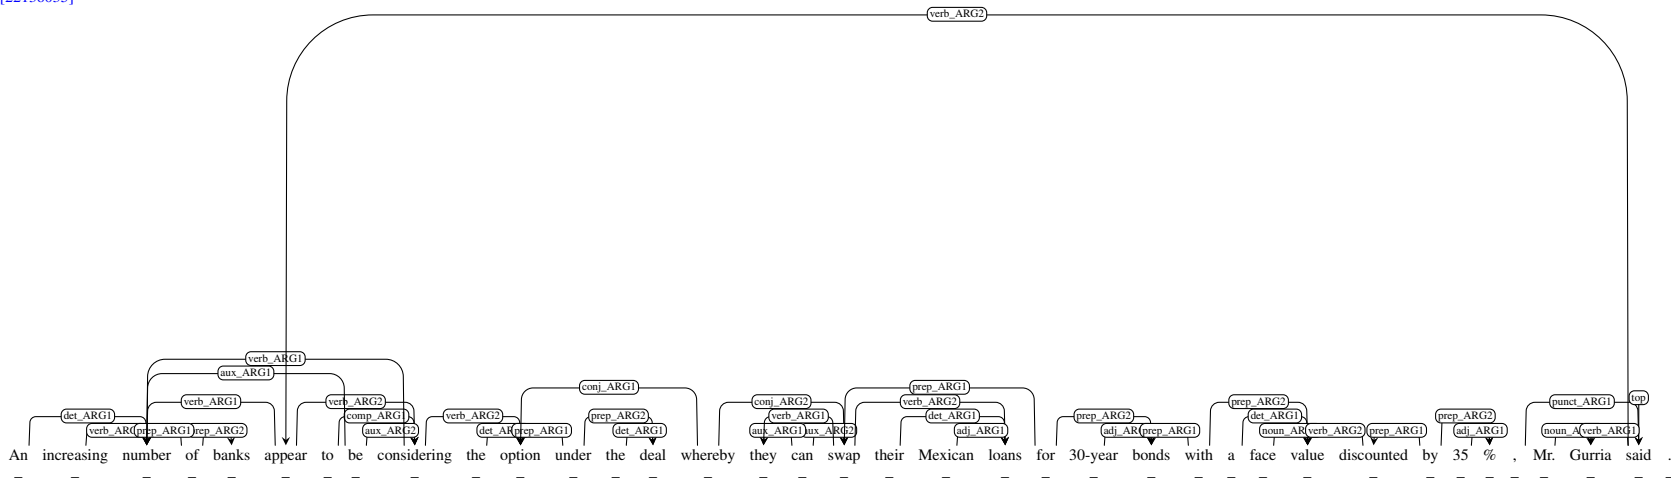 verb_ARG2
verb_ARG1
aux_ARG1
conj_ARG1 prep_ARG1
verb_ARG1 verb_ARG2 conj_ARG2 verb_ARG2 prep_ARG2 top
det_ARG1 comp_ARG1 verb_ARG2 prep_ARG2 verb_ARG1 det_ARG1 prep_ARG2 det_ARG1 prep_ARG2 punct_ARG1
prep_ARG1 aux_ARG2 prep_ARG1 det_ARG1 aux_ARG1 adj_ARG1 prep_ARG1 verb_ARG2 prep_ARG1 adj_ARG1 verb_ARG1
An increasing number of banks appear to be considering the option under the deal whereby they can swap their Mexican loans for 30-year bonds with a face value discounted by 35 % , Mr. Gurria said .
_ _ _ _ _ _ _ _ _ _ _ _ _ _ _ _ _ _ _ _ _ _ _ _ _ _ _ _ _ _ _ _ _ _ _ _ _